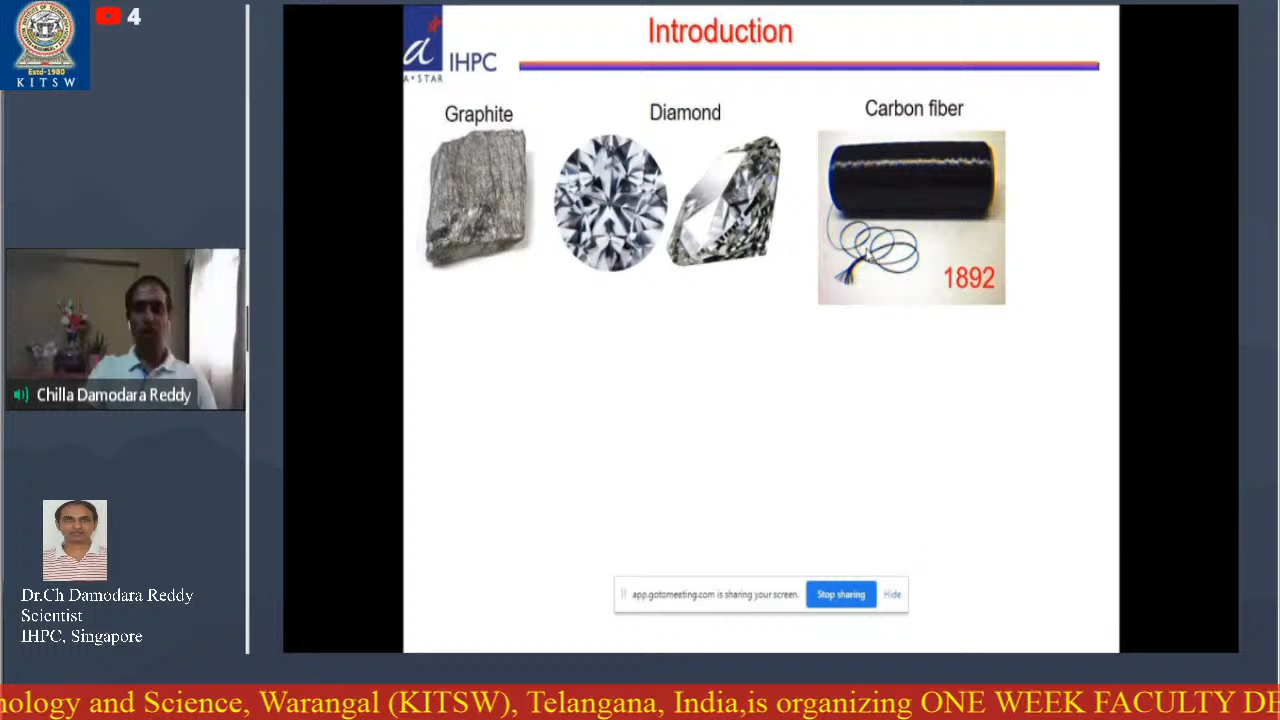 Estd-1980
KITSW
4
a
A*STAR
IHPC
Introduction
Graphite
Diamond
Carbon fiber
1892
Chilla Damodara Reddy
Dr.Ch Damodara Reddy
Scientist
IHPC, Singapore
app.gotomeeting.com is sharing your screen.
Stop sharing
Hide
nology and Science, Warangal (KITSW), Telangana, India,is organizing ONE WEEK FACULTY DE